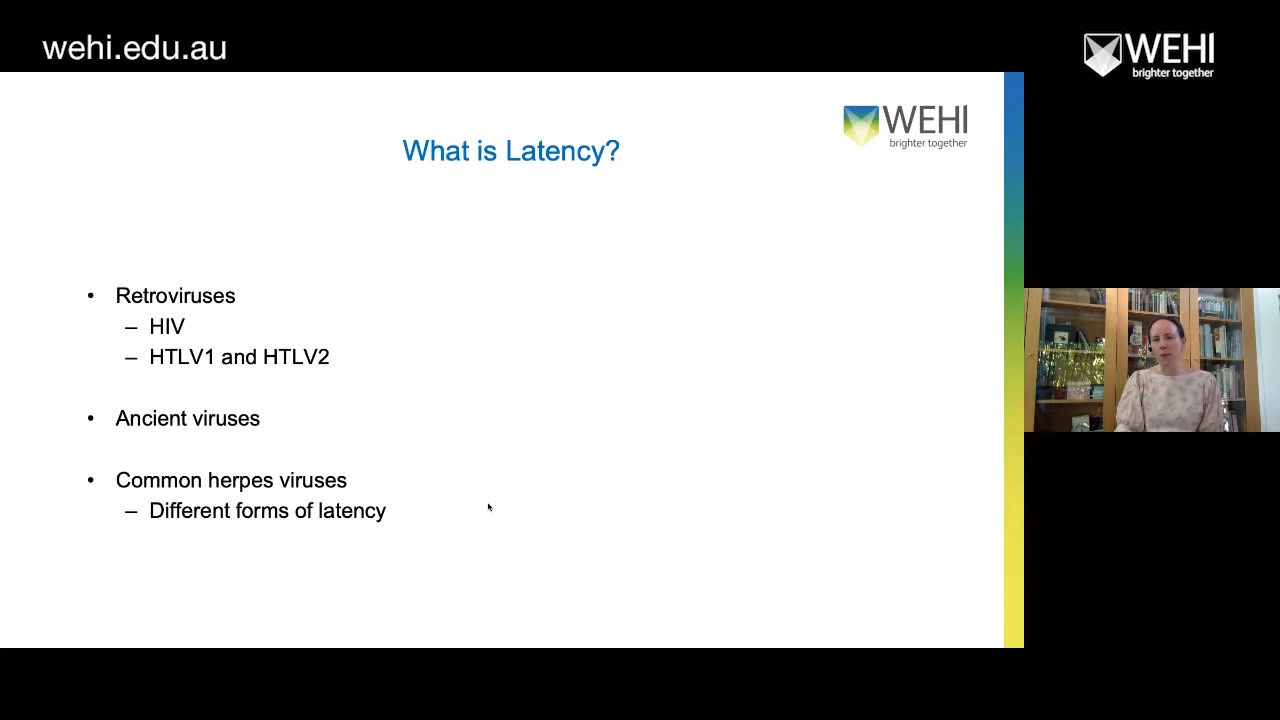 wehi.edu.au
WEHI
brighter together
WEHI
brighter together
What is Latency?
• Retroviruses
– HIV
– HTLV1 and HTLV2
• Ancient viruses
• Common herpes viruses
– Different forms of latency